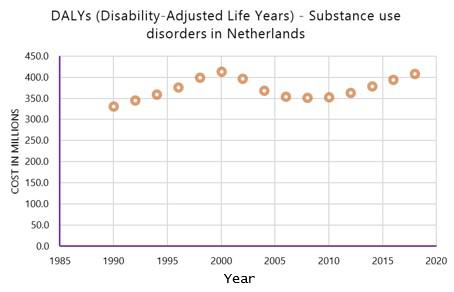 DALYs (Disability-Adjusted Life Years) - Substance use
disorders in Netherlands
COST IN MILLIONS
450.0
400.0
350.0
300.0
250.0
200.0
150.0
100.0
50.0
0.0
1985 1990 1995 2000 2005 2010 2015 2020
Year